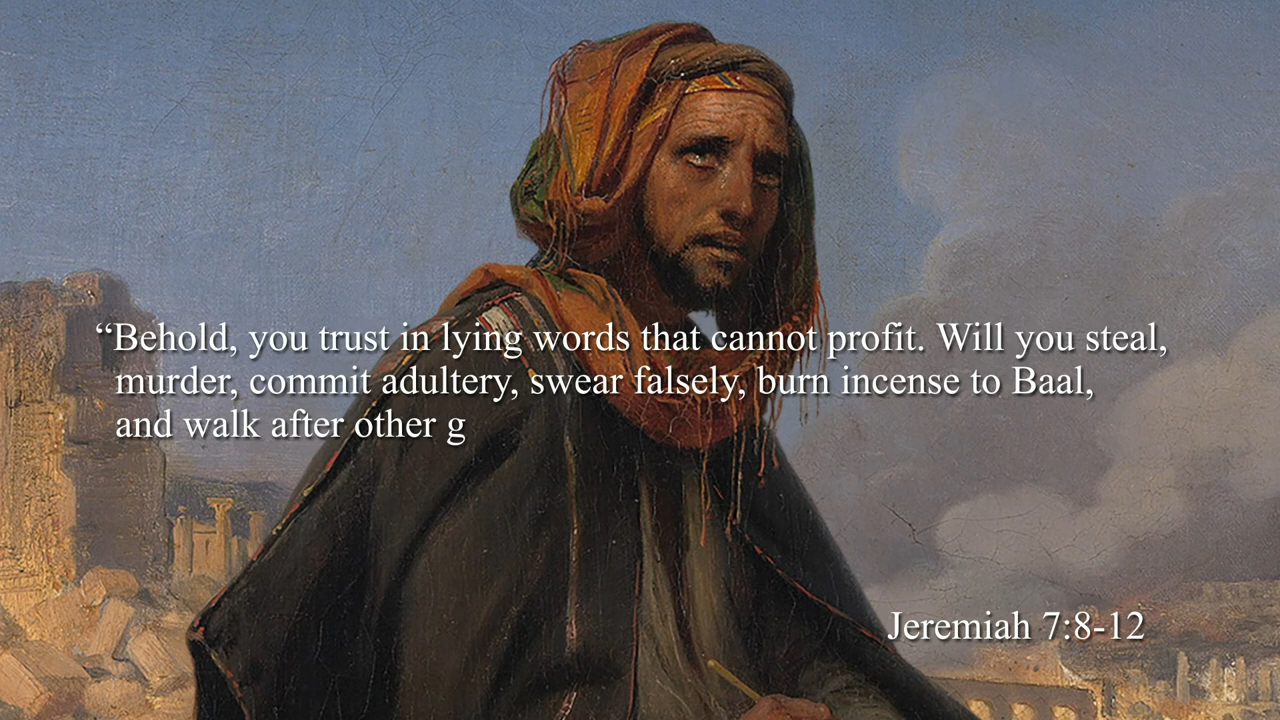 “Behold, you trust in lying words that cannot profit. Will you steal,
murder, commit adultery, swear falsely, burn incense to Baal,
and walk after other g
Jeremiah 7:8-12